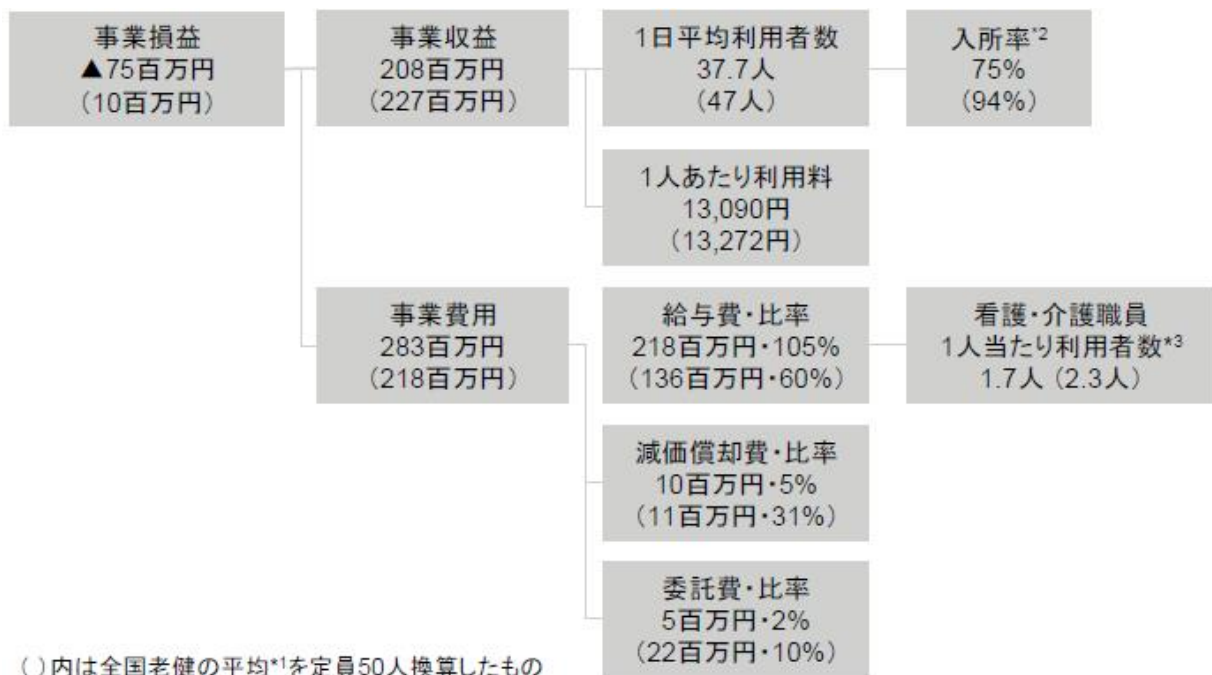 事業損益
▲75百万円
(10百万円)
事業収益
208百万円
(227百万円)
1日平均利用者数
37.7人
(47人)
入所率*2
75%
(94%)
1人あたり利用料
13,090円
(13,272円)
事業費用
283百万円
(218百万円)
給与費・比率
218百万円・105%
(136百万円・60%)
看護・介護職員
1人当たり利用者数*3
1.7人 (2.3人)
減価償却費・比率
10百万円・5%
(11百万円・31%)
委託費・比率
5百万円・2%
(22百万円・10%)
( )内は全国老健の平均*1を定員50人換算したもの